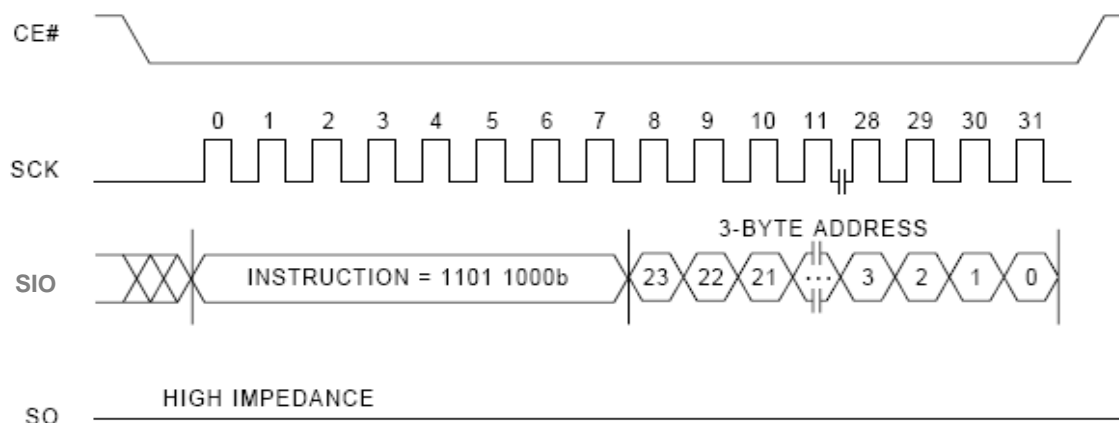 CE#
0 1 2 3 4 5 6 7 8 9 10 11 28 29 30 31
SCK
3-BYTE ADDRESS
SIO INSTRUCTION = 1101 1000b 23 22 21 ... 3 2 1 0
HIGH IMPEDANCE
SO